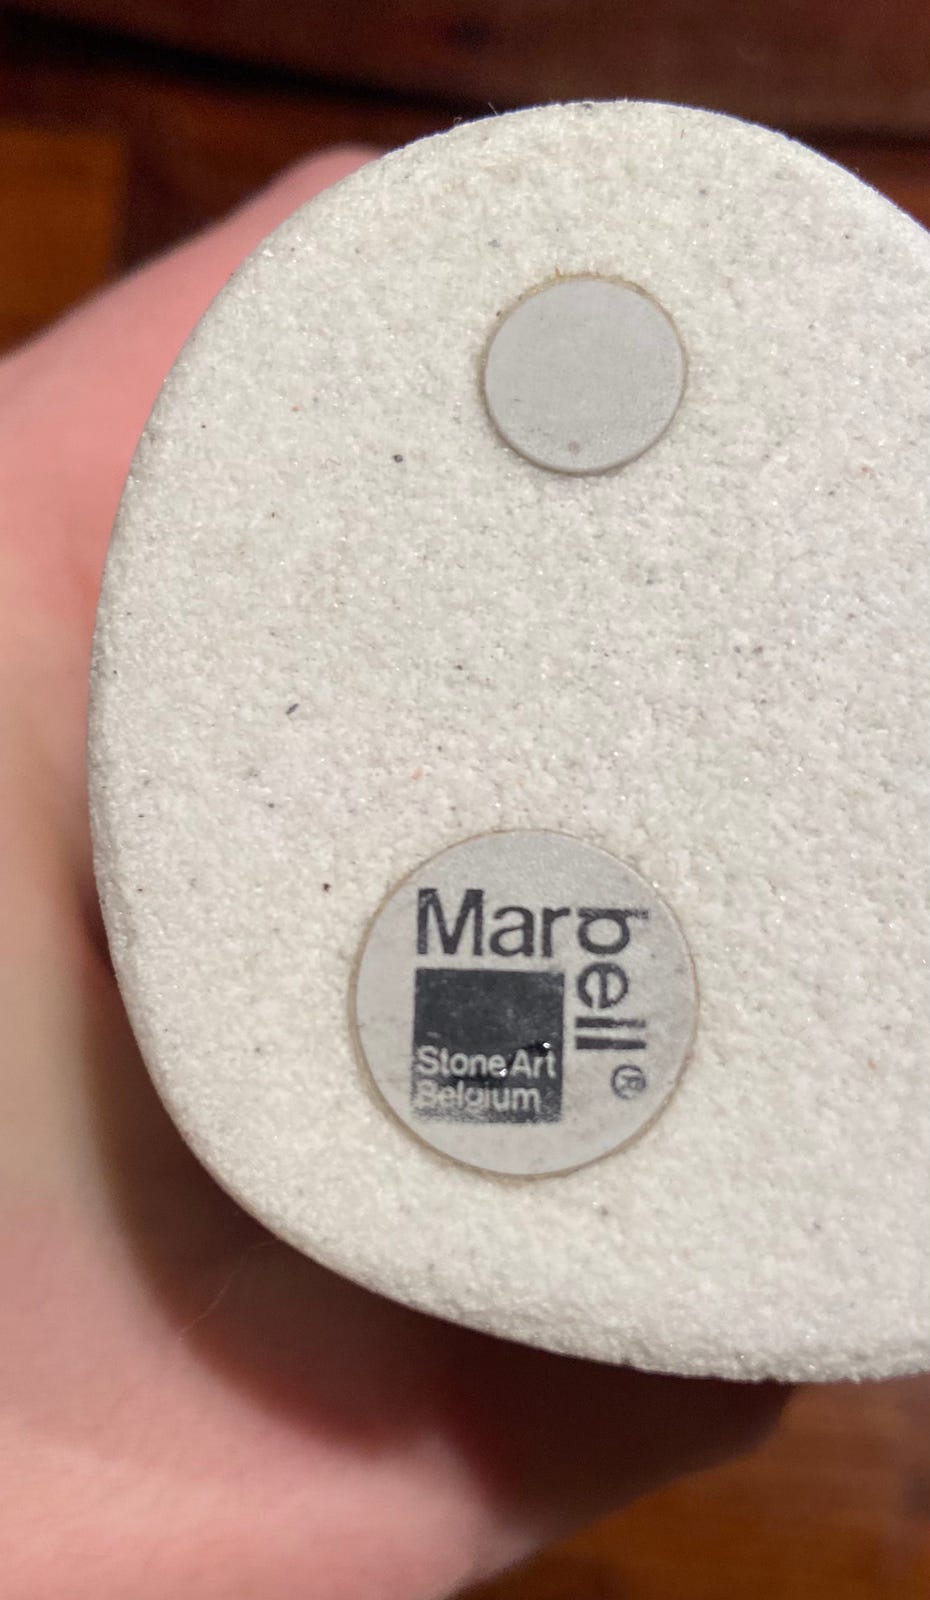 Marbell
Stone Art
Belgium
®